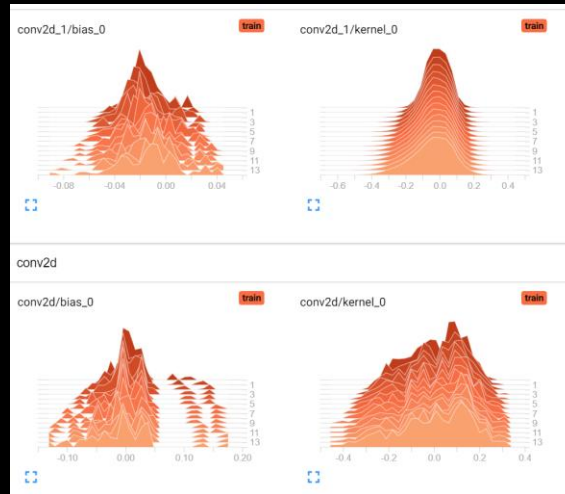 conv2d_1/bias_0
train
1
3
5
7
9
11
13
-0.08 -0.04 0.00 0.04
conv2d_1/kernel_0
train
1
3
5
7
9
11
13
-0.6 -0.4 -0.2 0.0 0.2 0.4
conv2d
conv2d/bias_0
train
1
3
5
7
9
11
13
-0.10 0.00 0.10 0.20
conv2d/kernel_0
train
1
3
5
7
9
11
13
-0.4 -0.2 0.0 0.2 0.4